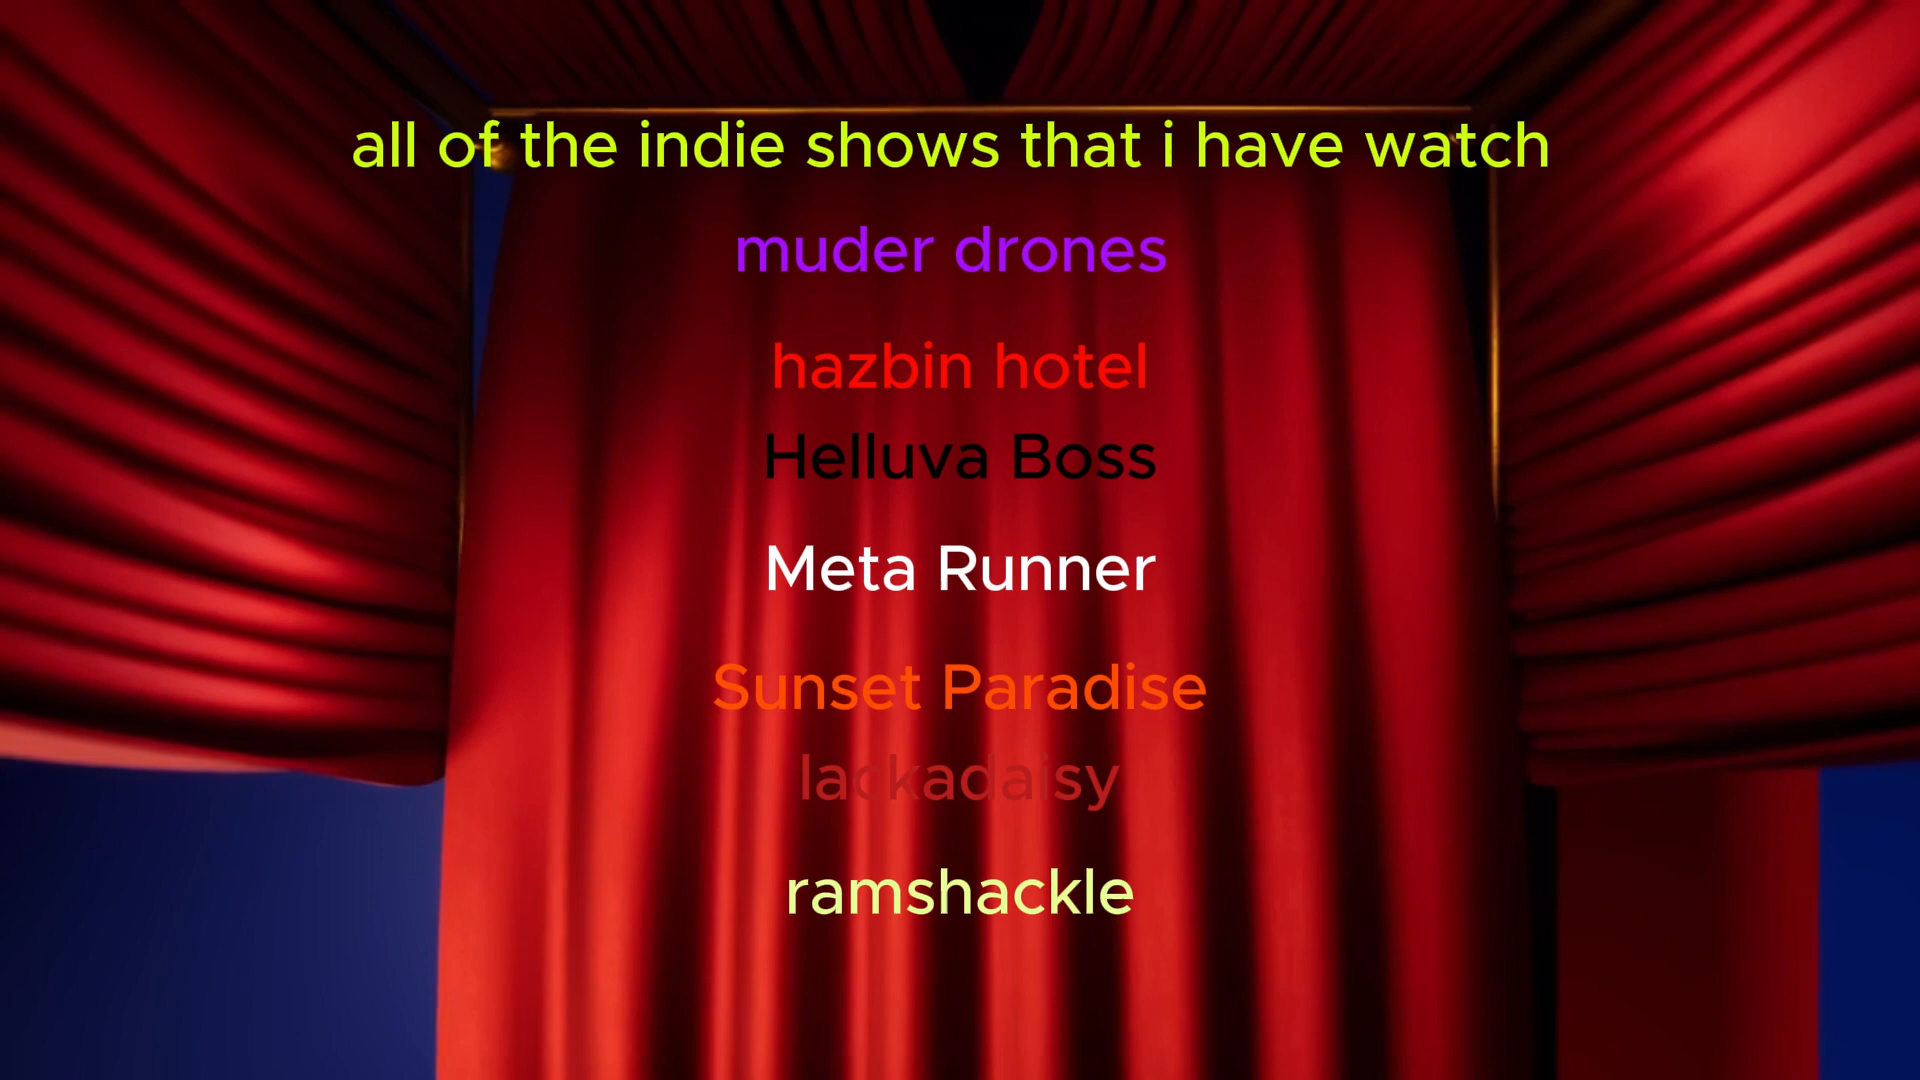 all of the indie shows that i have watch
muder drones
hazbin hotel
Helluva Boss
Meta Runner
Sunset Paradise
lackadaisy
ramshackle